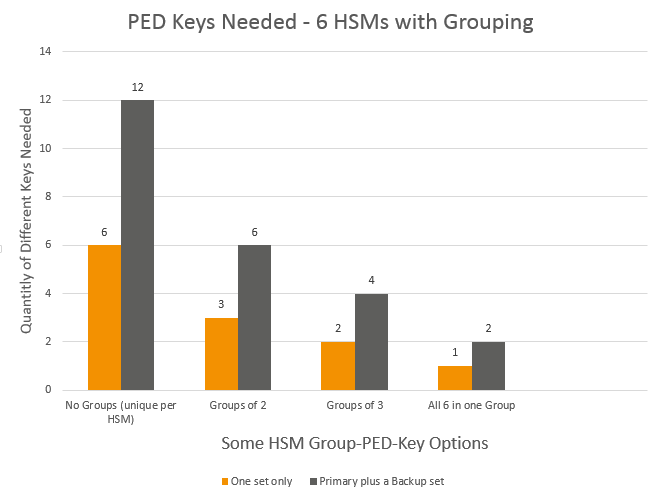 PED Keys Needed - 6 HSMs with Grouping
Quantitly of Different Keys Needed
14
12
10
8
6
4
2
0
6
12
3
6
2
4
1
2
No Groups (unique per
HSM)
Groups of 2
Groups of 3
All 6 in one Group
Some HSM Group-PED-Key Options
One set only
Primary plus a Backup set